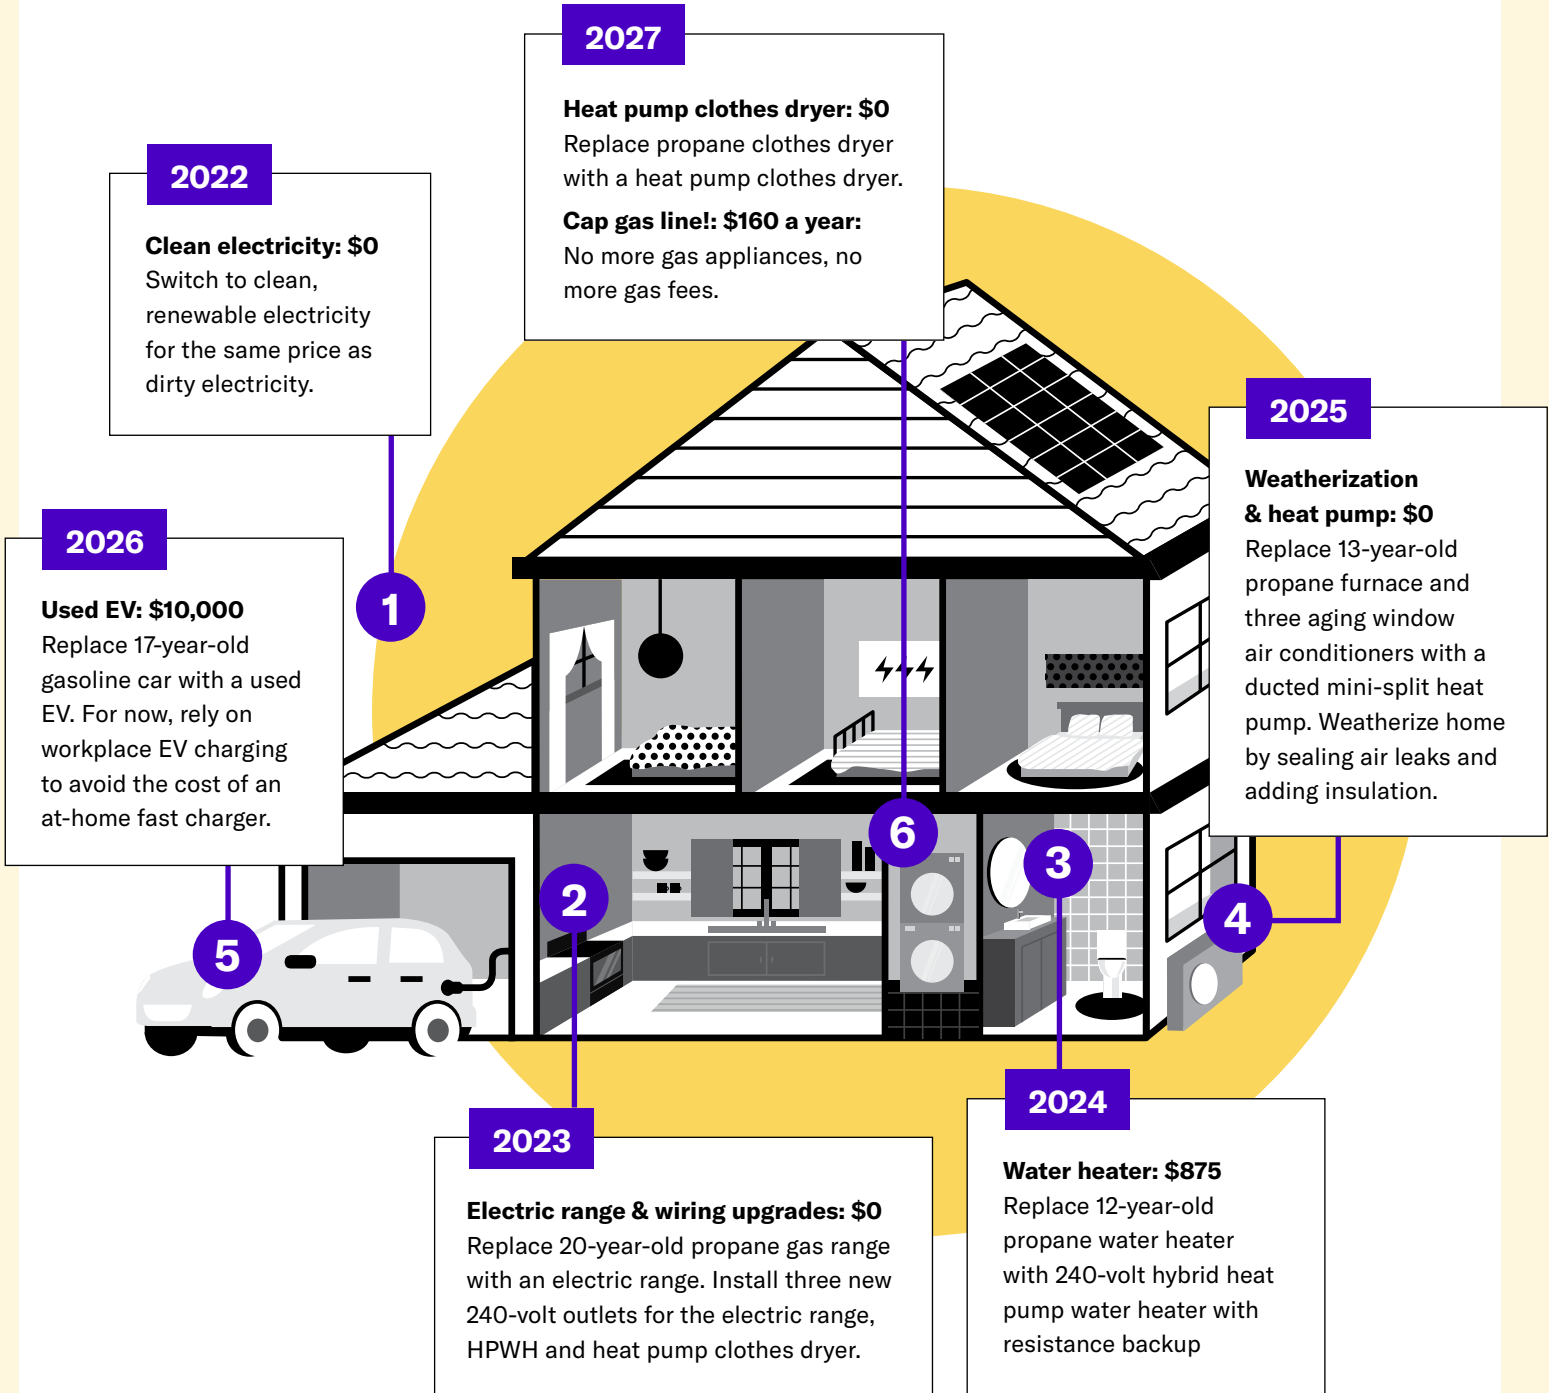 2027
Heat pump clothes dryer: $0
Replace propane clothes dryer
with a heat pump clothes dryer.
Cap gas line!: $160 a year:
No more gas appliances, no
more gas fees.
2022
Clean electricity: $0
Switch to clean,
renewable electricity
for the same price as
dirty electricity.
2025
Weatherization
& heat pump: $0
Replace 13-year-old
propane furnace and
three aging window
air conditioners with a
ducted mini-split heat
pump. Weatherize home
by sealing air leaks and
adding insulation.
2026
Used EV: $10,000
Replace 17-year-old
gasoline car with a used
EV. For now, rely on
workplace EV charging
to avoid the cost of an
at-home fast charger.
1
6
3
2
4
5
2023
Electric range & wiring upgrades: $0
Replace 20-year-old propane gas range
with an electric range. Install three new
240-volt outlets for the electric range,
HPWH and heat pump clothes dryer.
2024
Water heater: $875
Replace 12-year-old
propane water heater
with 240-volt hybrid heat
pump water heater with
resistance backup